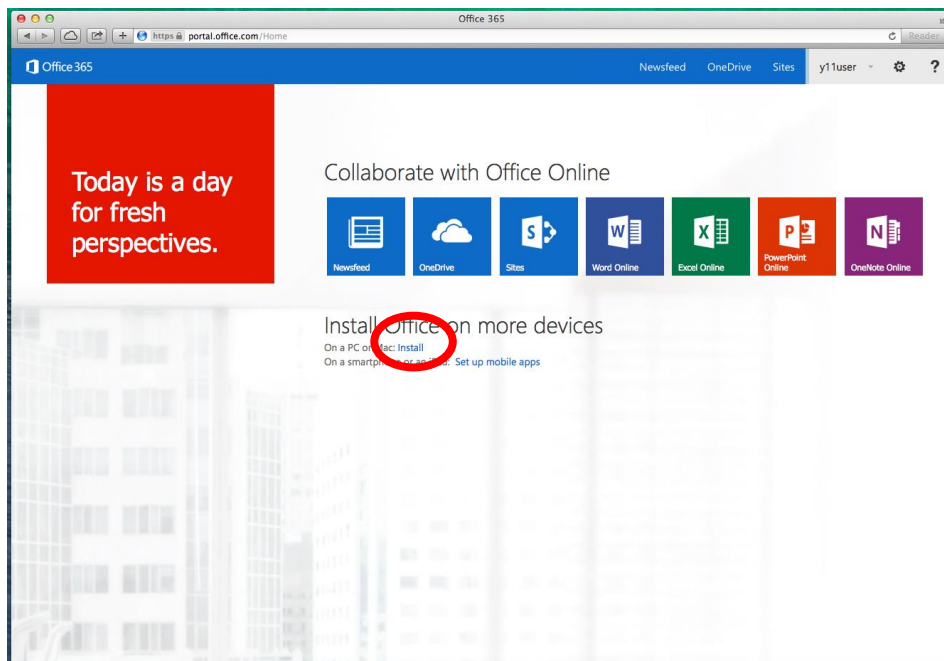 Office 365
https portal.office.com/Home
Reader
Office 365
Newsfeed OneDrive Sites y11user ?
Today is a day
for fresh
perspectives.
Collaborate with Office Online
Newsfeed
OneDrive
Sites
Word Online
Excel Online
PowerPoint
Online
OneNote Online
Install Office on more devices
On a PC or Mac: Install
On a smartphone or an iPad: Set up mobile apps